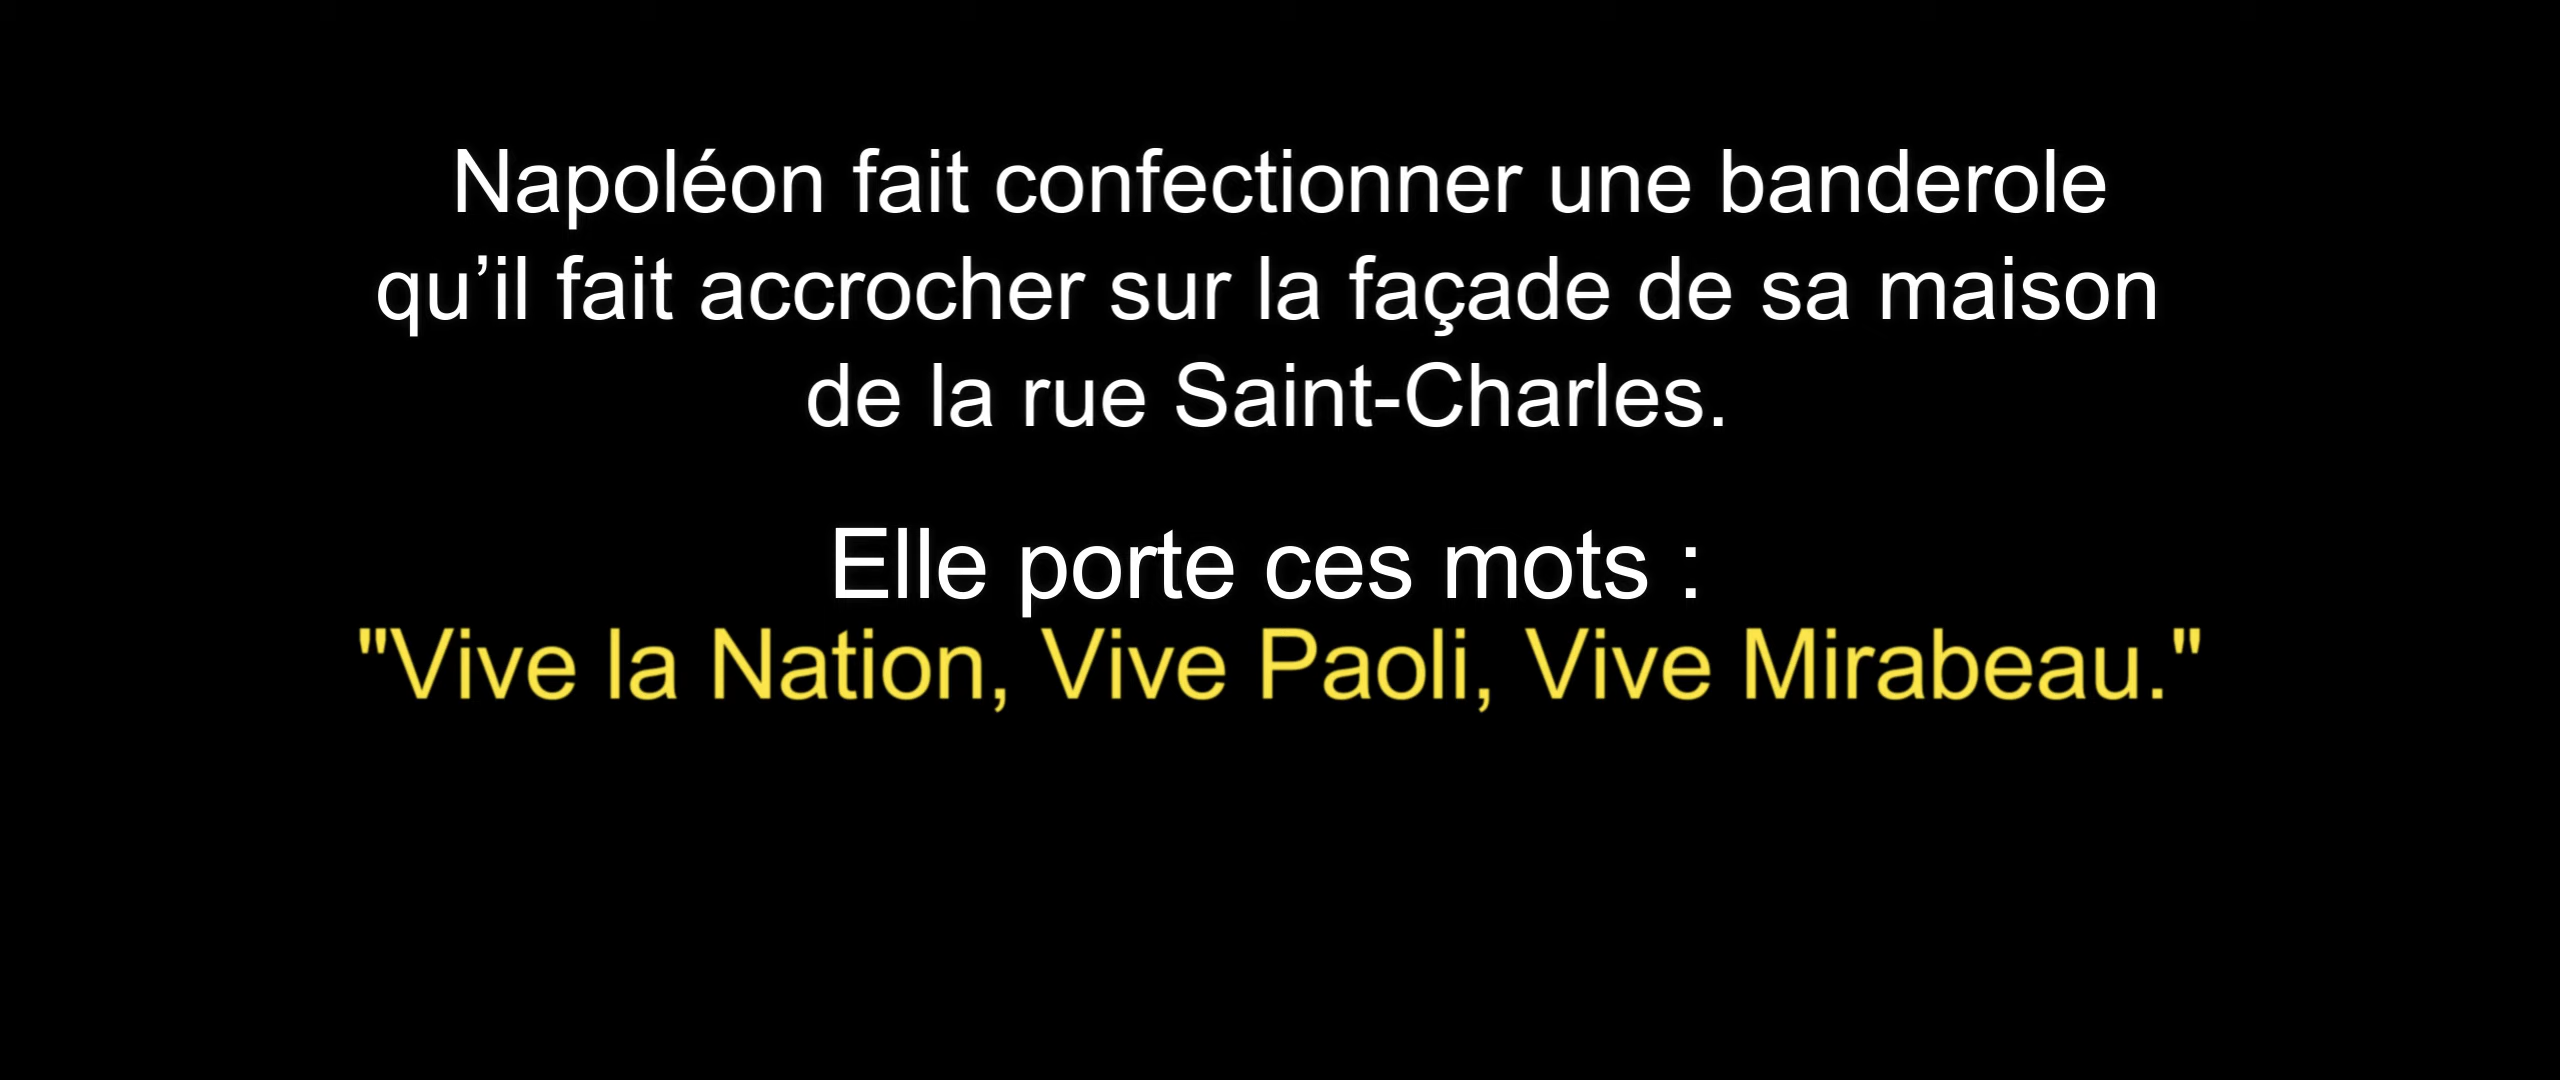 Napoléon fait confectionner une banderole
qu’il fait accrocher sur la façade de sa maison
de la rue Saint-Charles.
Elle porte ces mots :
"Vive la Nation, Vive Paoli, Vive Mirabeau."